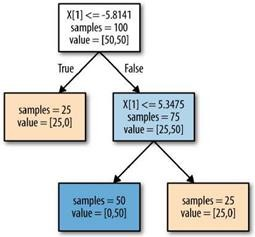 X[1] <= -5.8141
samples = 100
value = [50,50]
True
False
samples = 25
value = [25,0]
X[1] <= 5.3475
samples = 75
value = [25,50]
samples = 50
value = [0,50]
samples = 25
value = [25,0]